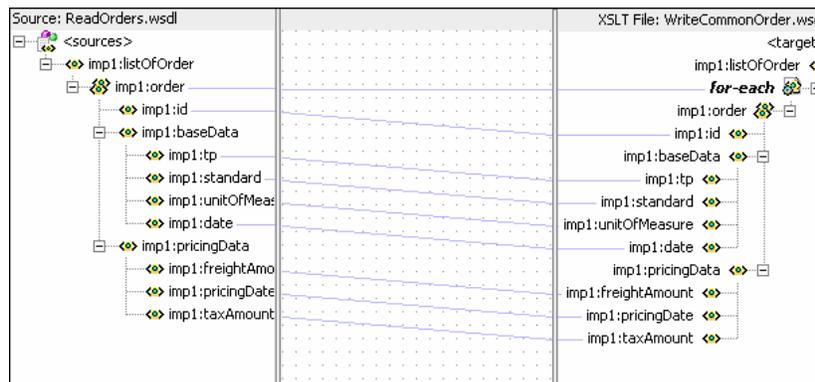 Source: ReadOrders.wsdl
<sources>
imp1:listOfOrder
imp1:order
imp1:id
imp1:baseData
imp1:tp
imp1:standard
imp1:unitOfMeas
imp1:date
imp1:pricingData
imp1:freightAmo
imp1:pricingDate
imp1:taxAmount
XSLT File: WriteCommonOrder.wsd
<target
imp1:listOfOrder
for-each
imp1:order
imp1:id
imp1:baseData
imp1:tp
imp1:standard
imp1:unitOfMeasure
imp1:date
imp1:pricingData
imp1:freightAmount
imp1:pricingDate
imp1:taxAmount